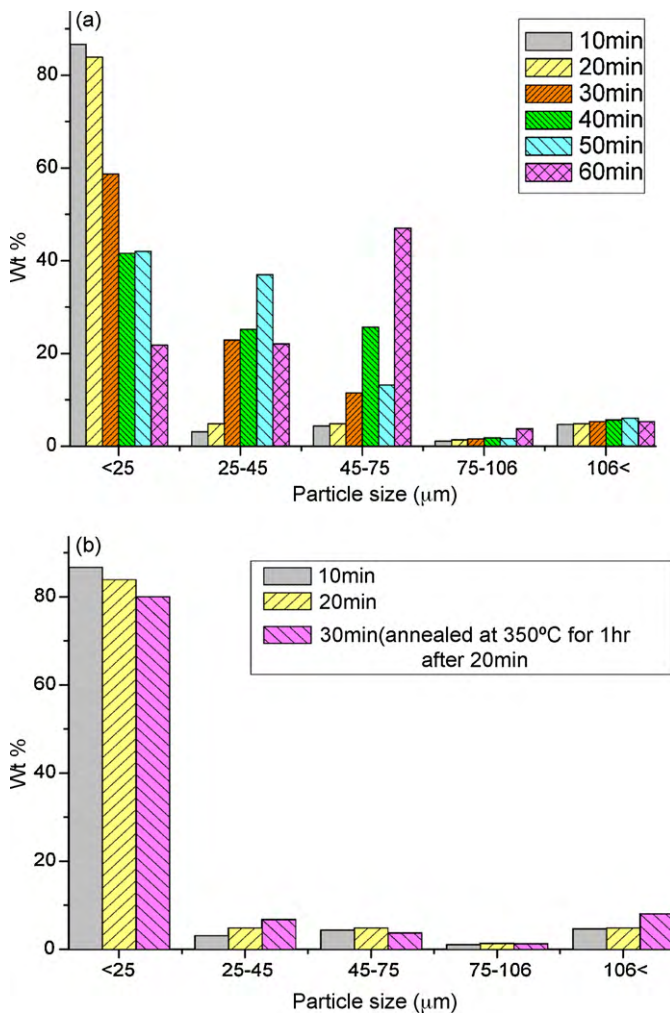 (a)
10min
20min
30min
40min
50min
60min
80
60
40
20
0
Wt %
<25 25-45 45-75 75-106 106<
Particle size (μm)
(b)
10min
20min
30min(annealed at 350ºC for 1hr
after 20min
80
60
40
20
0
Wt %
<25 25-45 45-75 75-106 106<
Particle size (μm)